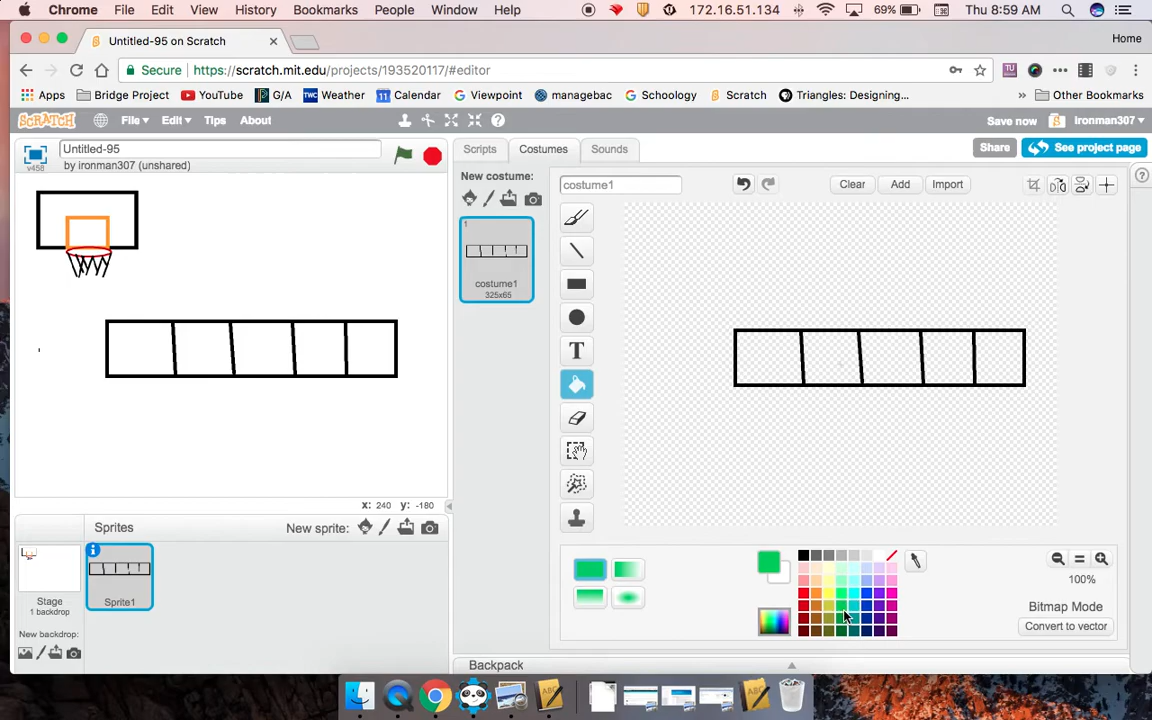 Chrome File Edit View History Bookmarks People Window Help 172.16.51.134 69% Thu 8:59 AM
Untitled-95 on Scratch Home
Secure https://scratch.mit.edu/projects/193520117/#editor
Apps Bridge Project YouTube G/A G/A TWC Weather 11 Calendar Viewpoint managebac Schoology Scratch Triangles: Designing... » Other Bookmarks
SCRATCH File Edit Tips About Save now ironman307
Untitled-95 Scripts Costumes Sounds Share See project page
v458 by ironman307 (unshared)
New costume: costume1 Clear Add Import
1
costume1
325x65
T
x: 240 y: -180
Sprites New sprite:
Stage
1 backdrop
Sprite1
New backdrop:
100%
Bitmap Mode
Convert to vector
Backpack